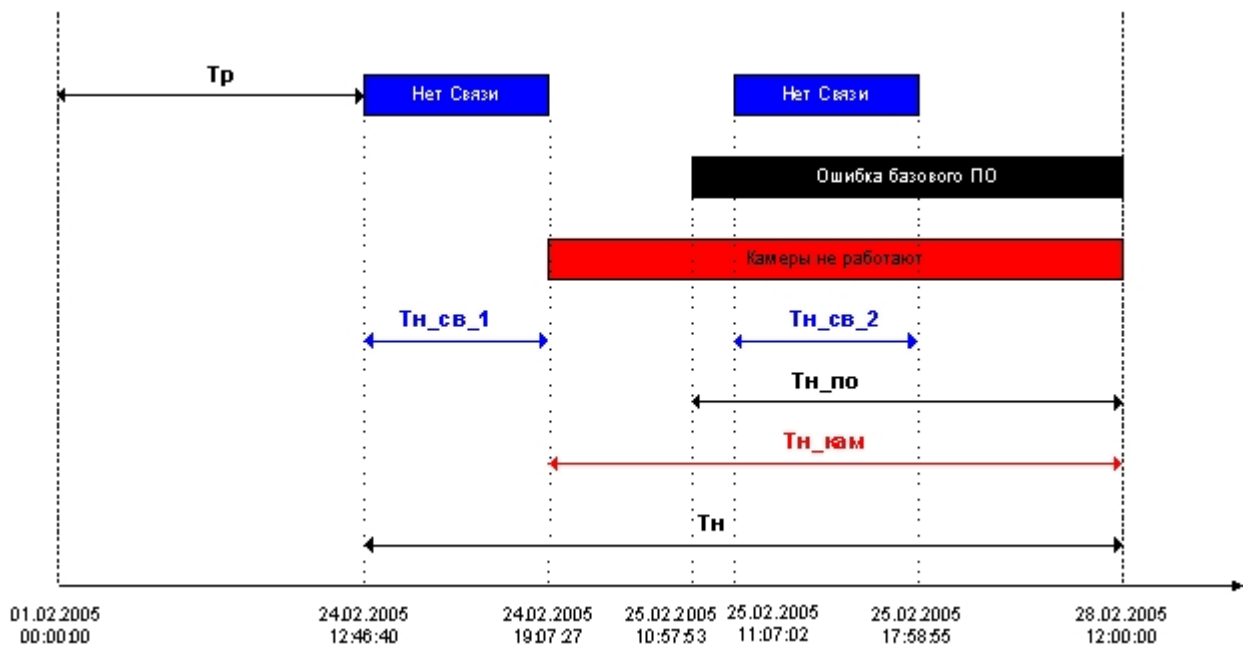 Тр
Нет Связи
Нет Связи
Ошибка базового ПО
Камеры не работают
Тн_св_1
Тн_св_2
Тн_по
Тн_кам
Тн
01.02.2005
00:00:00
24.02.2005
12:46:40
24.02.2005
19:07:27
25.02.2005
10:57:53
25.02.2005
11:07:02
25.02.2005
17:58:55
28.02.2005
12:00:00